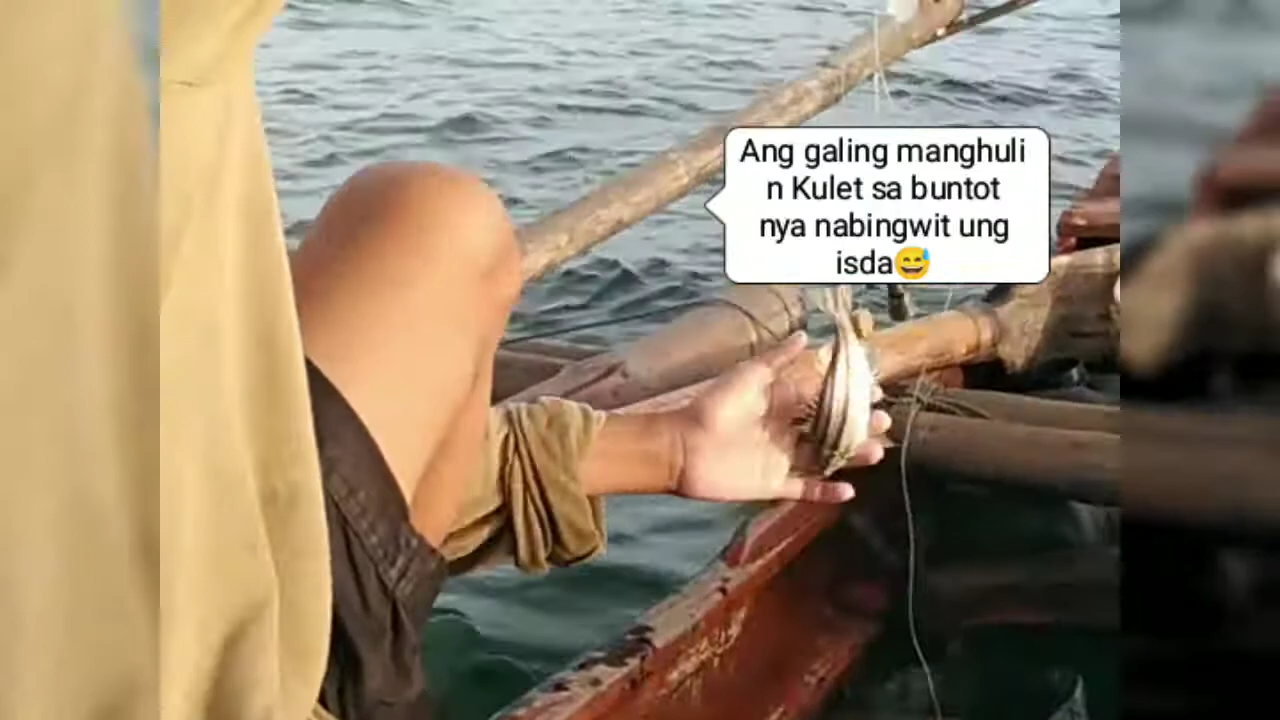 Ang galing manghuli
n Kulet sa buntot
nya nabingwit ung
isda😅